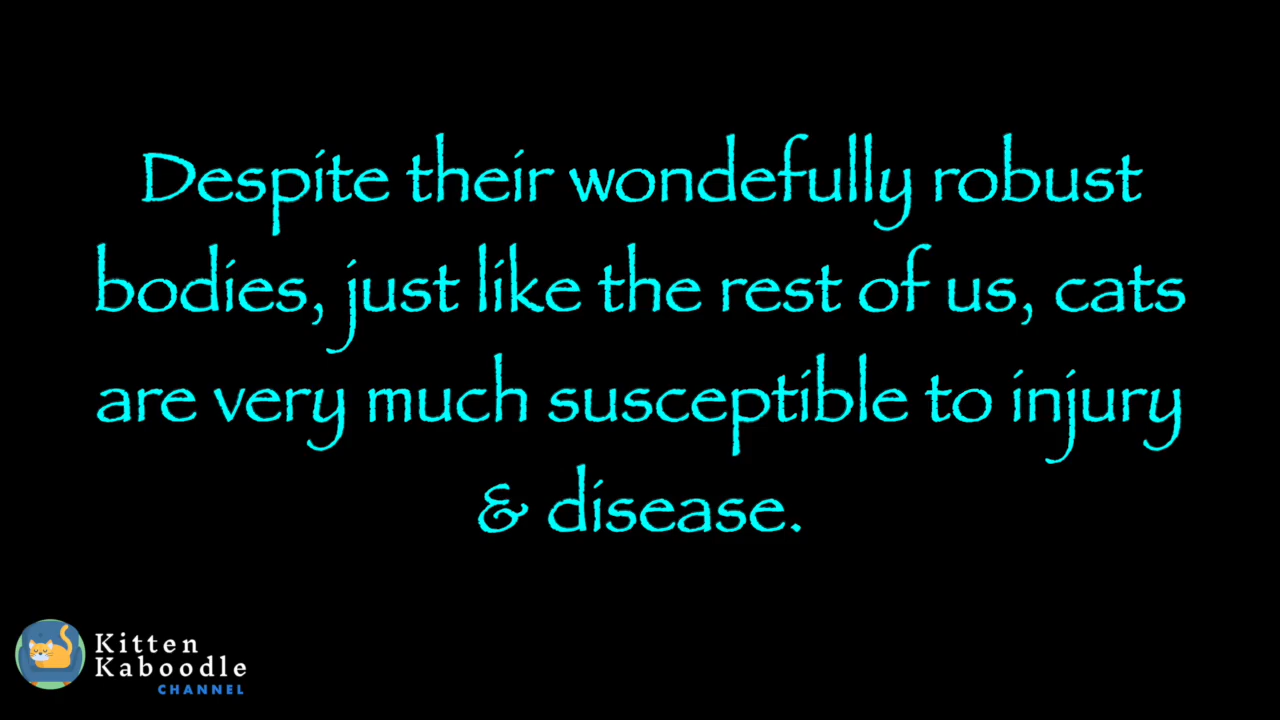 Despite their wondefully robust
bodies, just like the rest of us, cats
are very much susceptible to injury
& disease.
Kitten
Kaboodle
CHANNEL